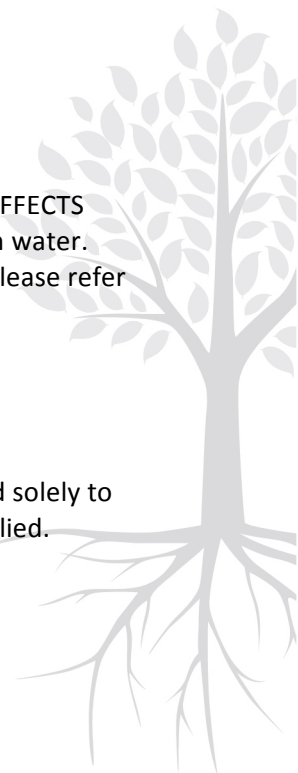 FFECTS
water.
lease refer
solely to
lied.